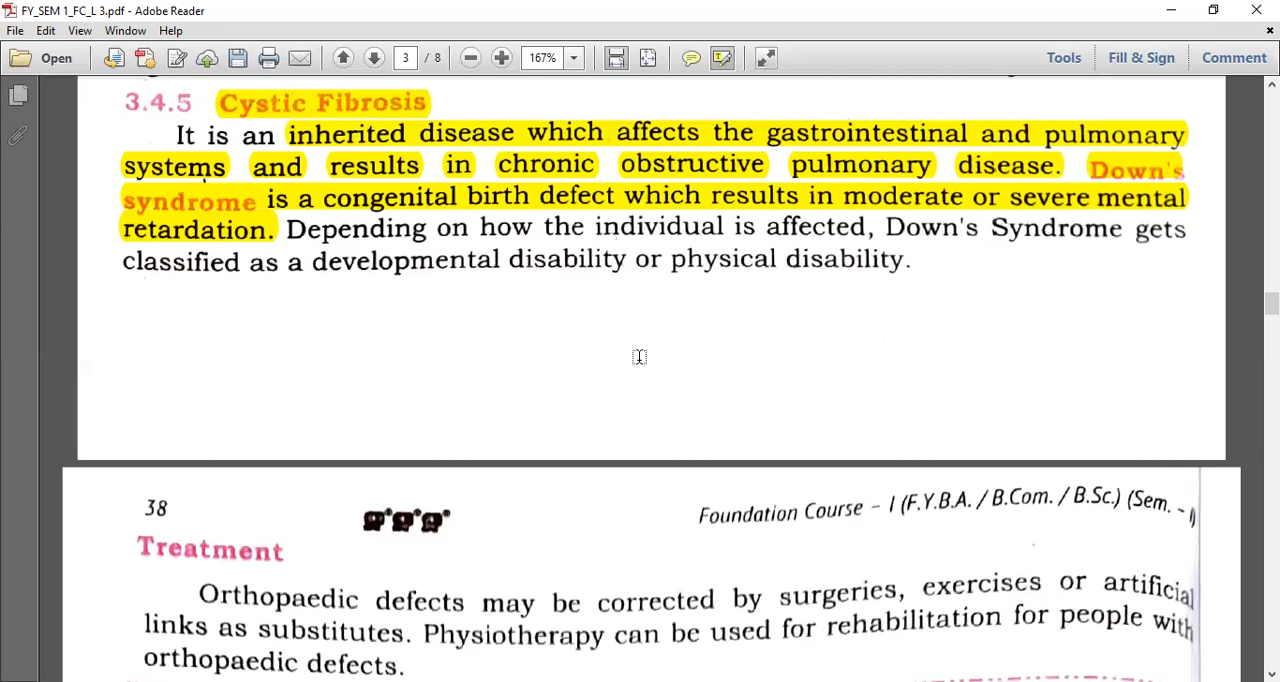 FY_SEM 1_FC_L 3.pdf - Adobe Reader
File Edit View Window Help
Open 3 / 8 167% Tools Fill & Sign Comment
3.4.5 Cystic Fibrosis
It is an inherited disease which affects the gastrointestinal and pulmonary
systems and results in chronic obstructive pulmonary disease. Down's
syndrome is a congenital birth defect which results in moderate or severe mental
retardation. Depending on how the individual is affected, Down's Syndrome gets
classified as a developmental disability or physical disability.
38 Foundation Course - I (F.Y.B.A. / B.Com. / B.Sc.) (Sem. - I)
Treatment
Orthopaedic defects may be corrected by surgeries, exercises or artificial
links as substitutes. Physiotherapy can be used for rehabilitation for people with
orthopaedic defects.